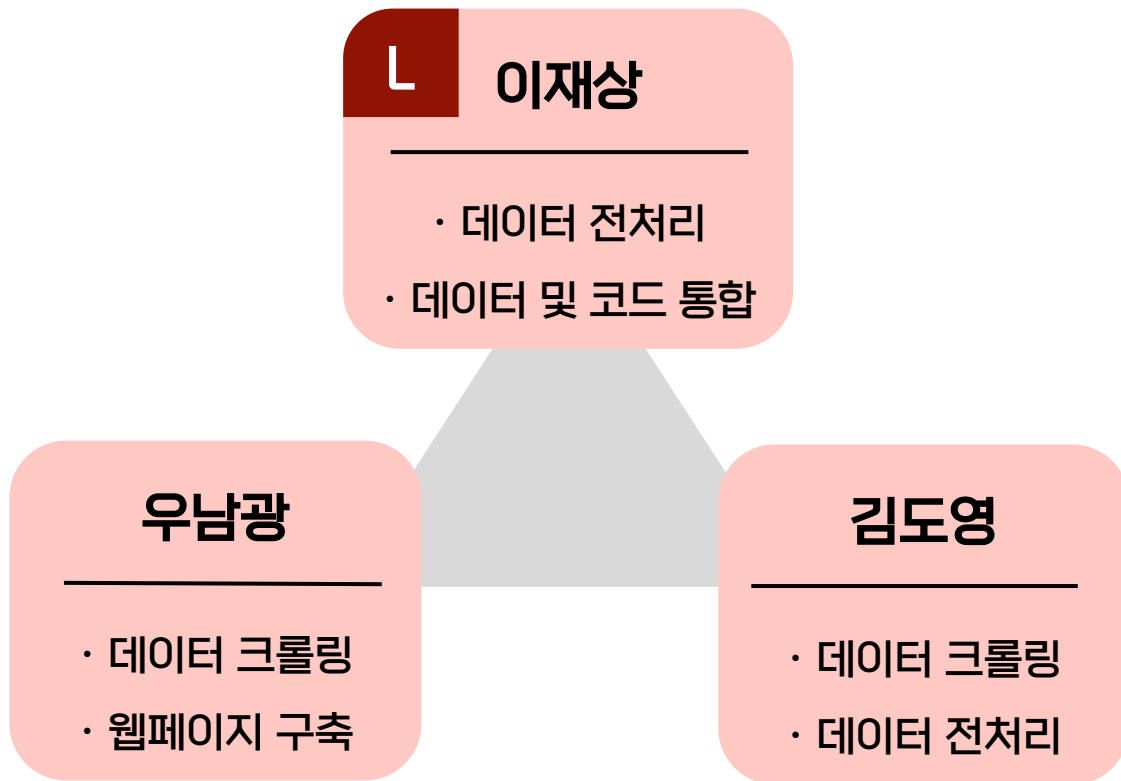 L
이재상
· 데이터 전처리
· 데이터 및 코드 통합
우남광
· 데이터 크롤링
· 웹페이지 구축
김도영
· 데이터 크롤링
· 데이터 전처리